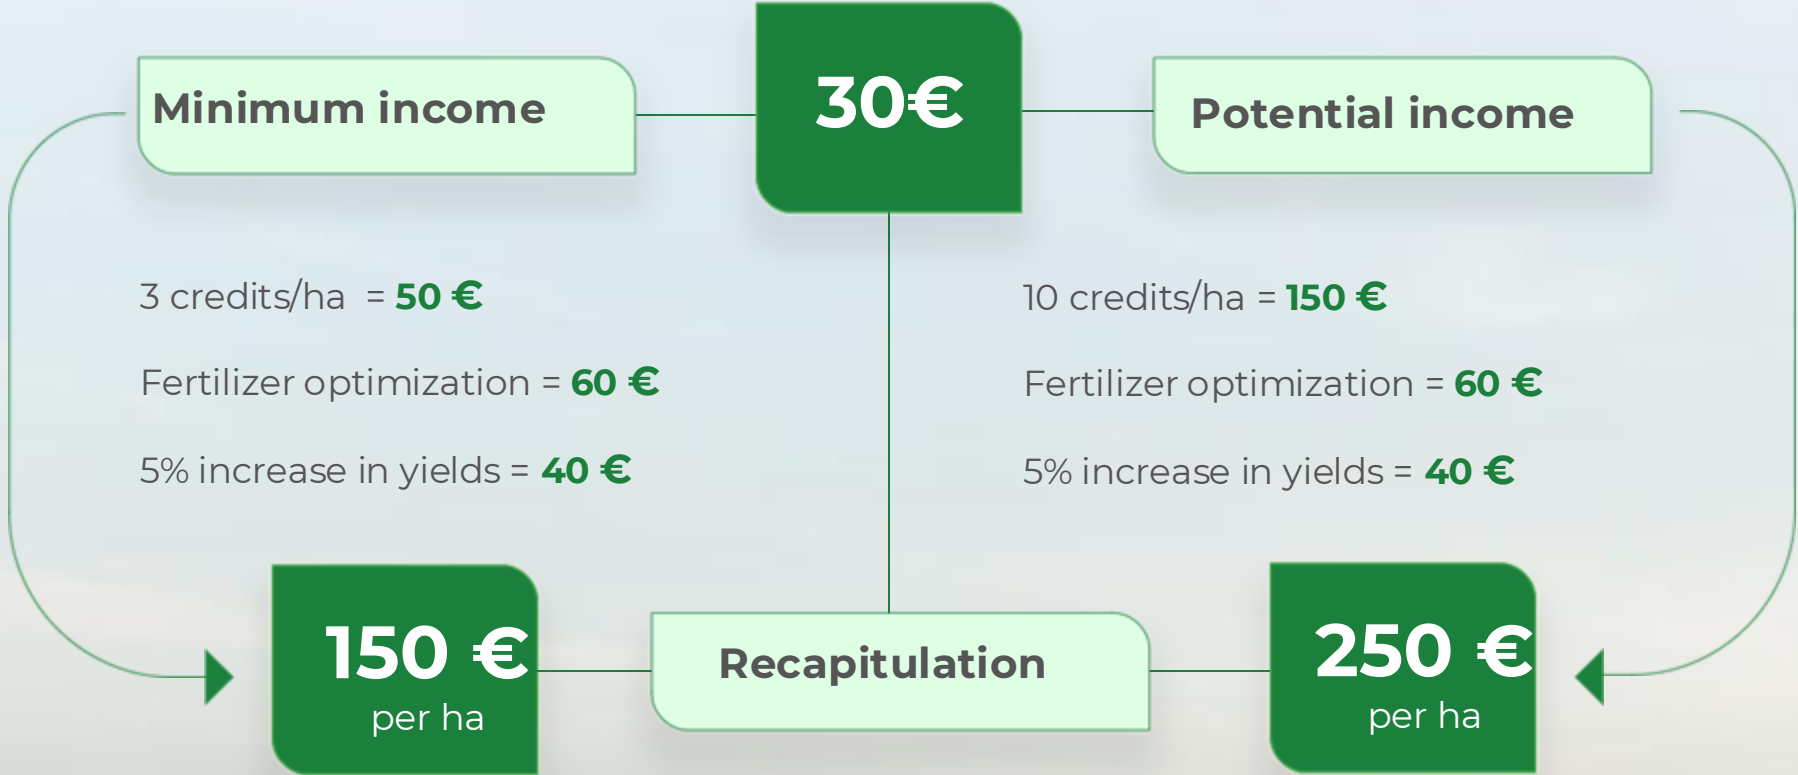 30€
Minimum income
3 credits/ha = 50 €
Fertilizer optimization = 60 €
5% increase in yields = 40 €
150 €
per ha
Potential income
10 credits/ha = 150 €
Fertilizer optimization = 60 €
5% increase in yields = 40 €
250 €
per ha
Recapitulation